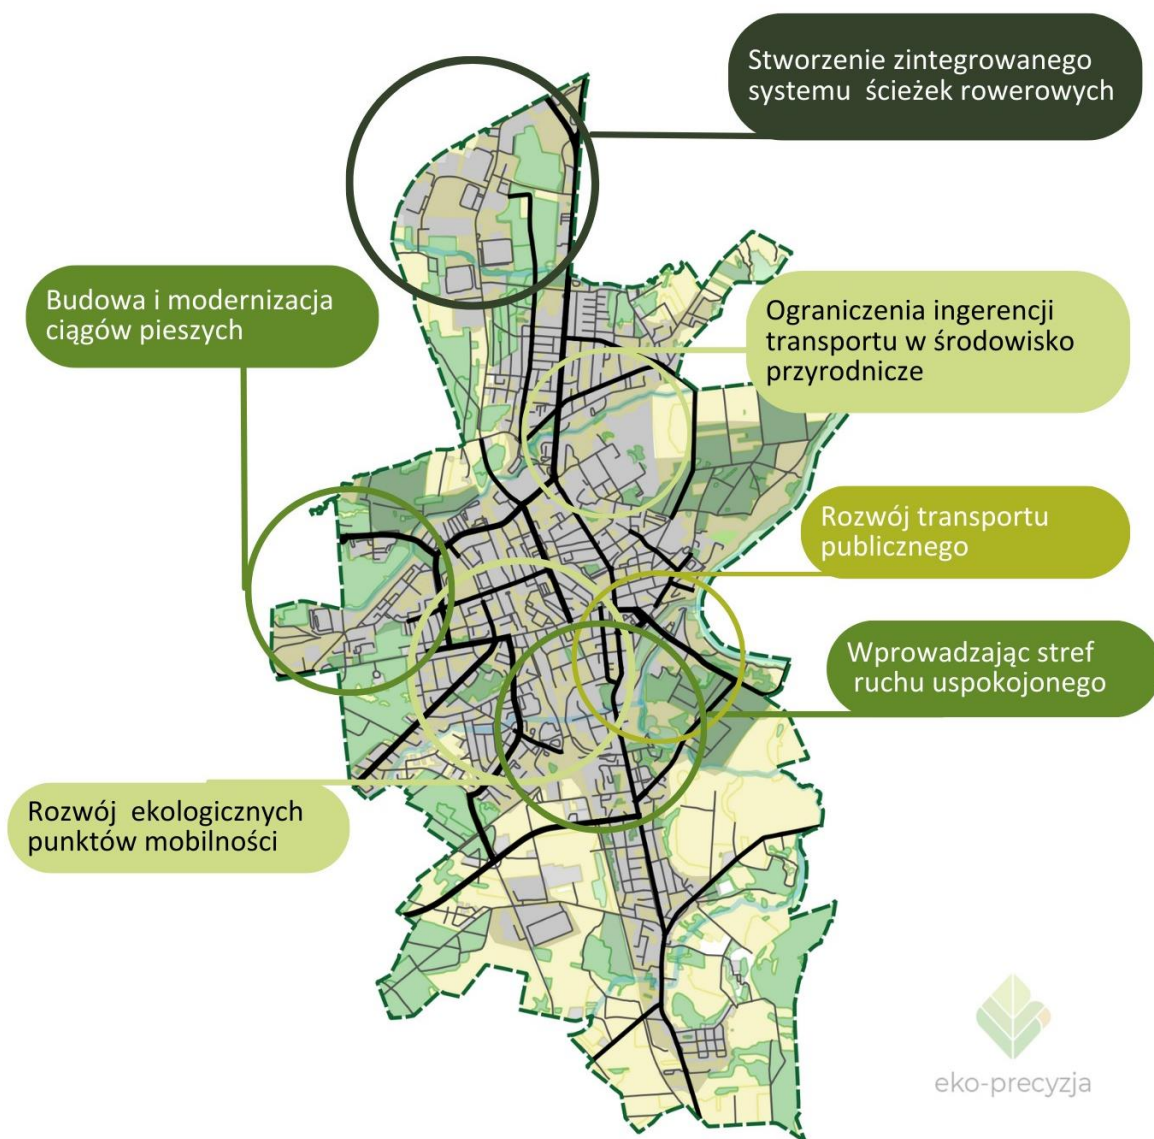 Stworzenie zintegrowanego
systemu ścieżek rowerowych
Budowa i modernizacja
ciągów pieszych
Ograniczenia ingerencji
transportu w środowisko
przyrodnicze
Rozwój transportu
publicznego
Wprowadzając stref
ruchu uspokojonego
Rozwój ekologicznych
punktów mobilności
eko-precyzja